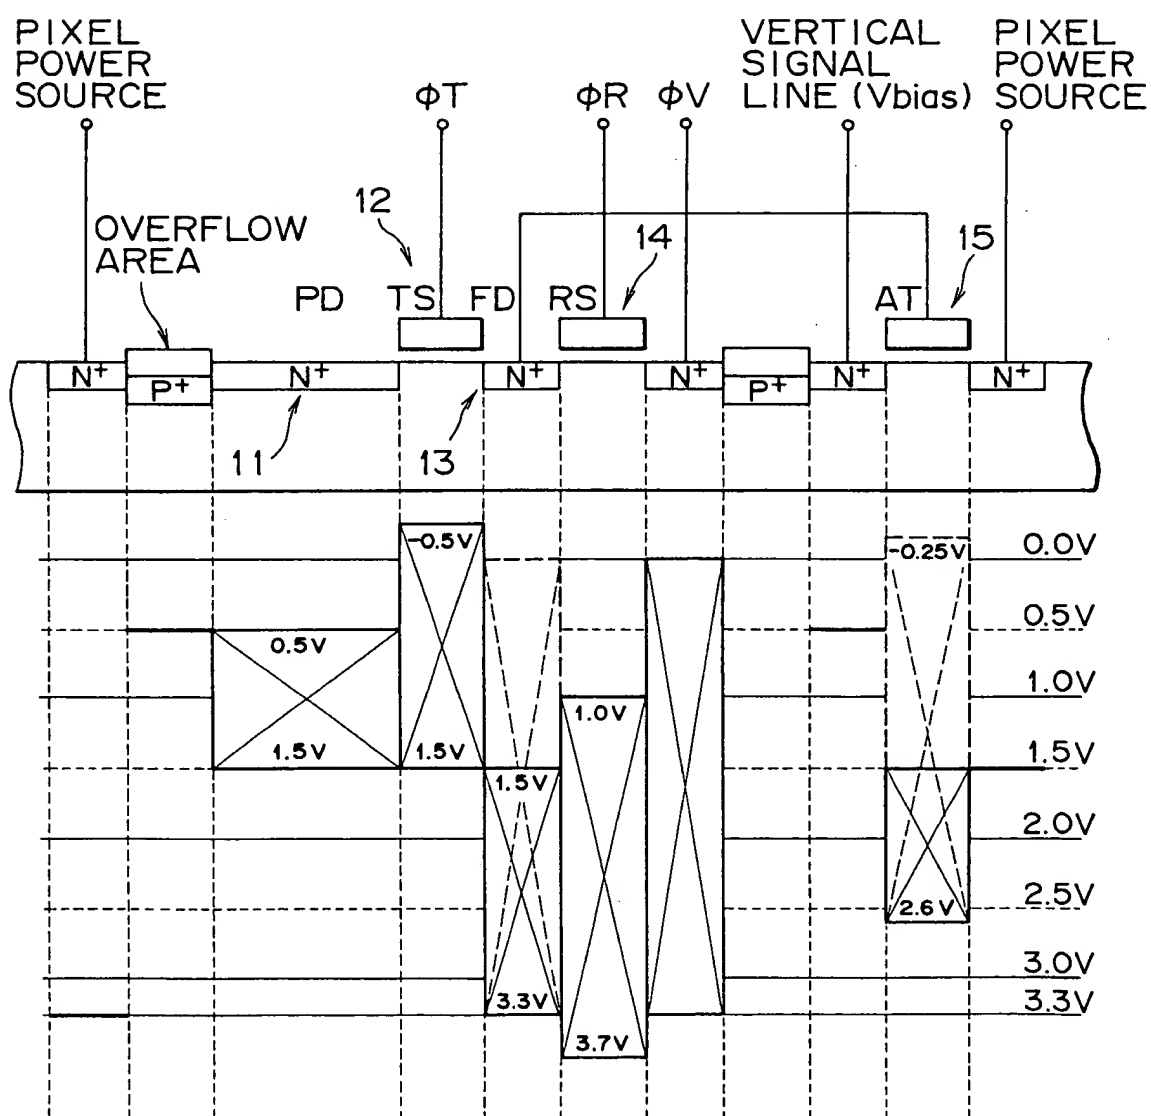 PIXEL
POWER
SOURCE
ΦT
ΦR
ΦV
VERTICAL
SIGNAL
LINE (Vbias)
PIXEL
POWER
SOURCE
12
OVERFLOW
AREA
14
15
PD
TS
FD
RS
AT
N+
P+
N+
N+
N+
P+
N+
N+
11
13
-0.5V
-0.25V
0.0V
0.5V
0.5V
1.0V
1.0V
1.5V
1.5V
1.5V
1.5V
2.0V
2.6V
2.5V
3.0V
3.3V
3.3V
3.7V